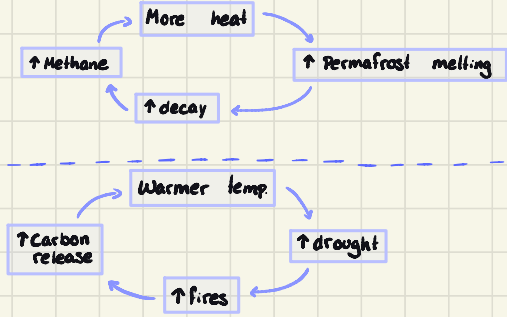 More heat
↑ Methane
↑ Permafrost melting
↑ decay
Warmer temp.
↑ Carbon
release
↑ drought
↑ fires